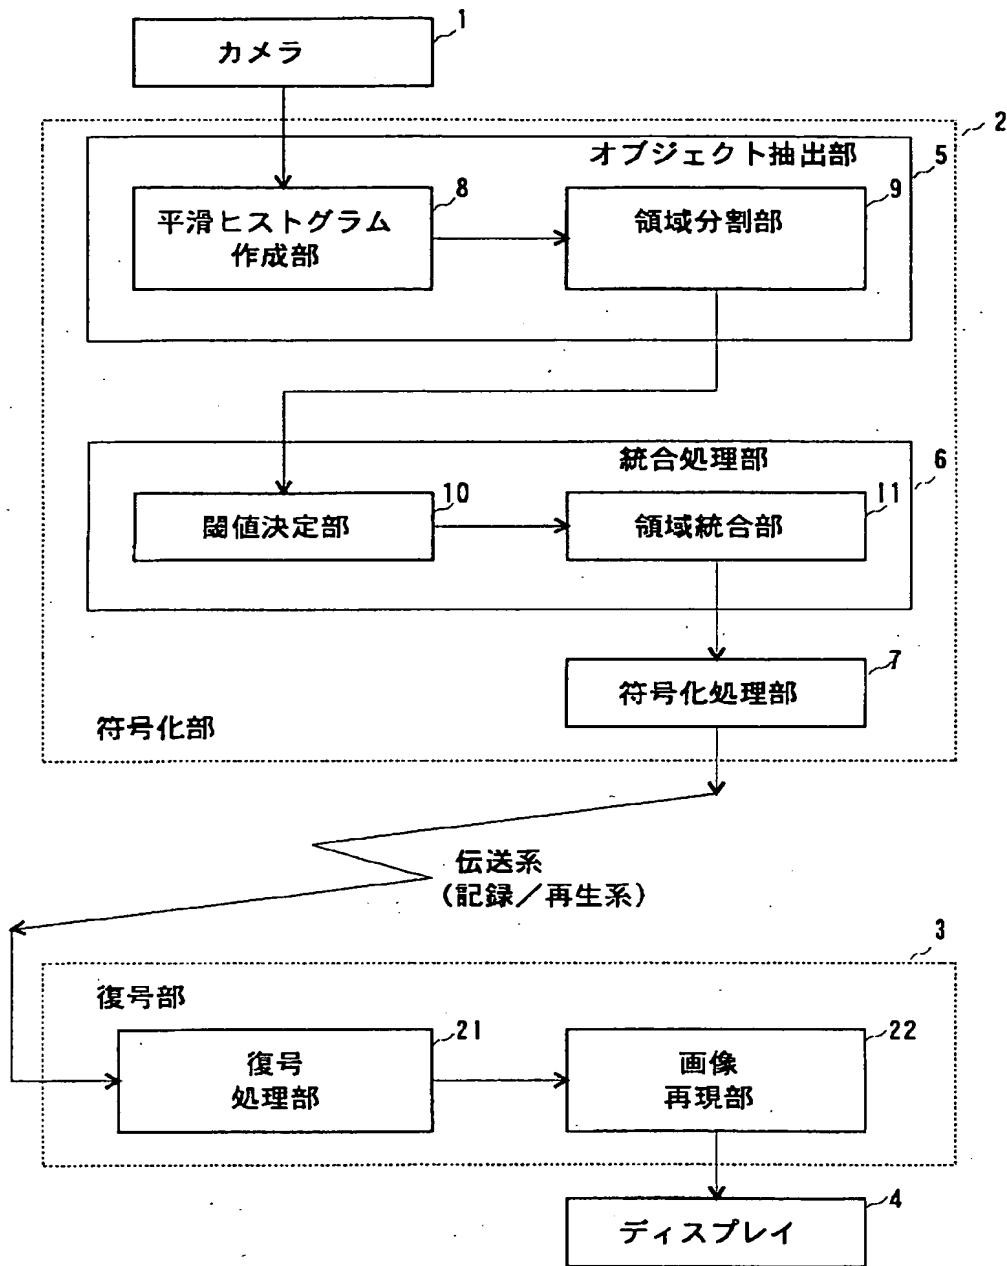 カメラ
1
2
オブジェクト抽出部
5
平滑ヒストグラム
作成部
8
領域分割部
9
統合処理部
6
閾値決定部
10
領域統合部
11
符号化処理部
7
符号化部
伝送系
(記録/再生系)
3
復号部
復号
処理部
21
画像
再現部
22
ディスプレイ
4